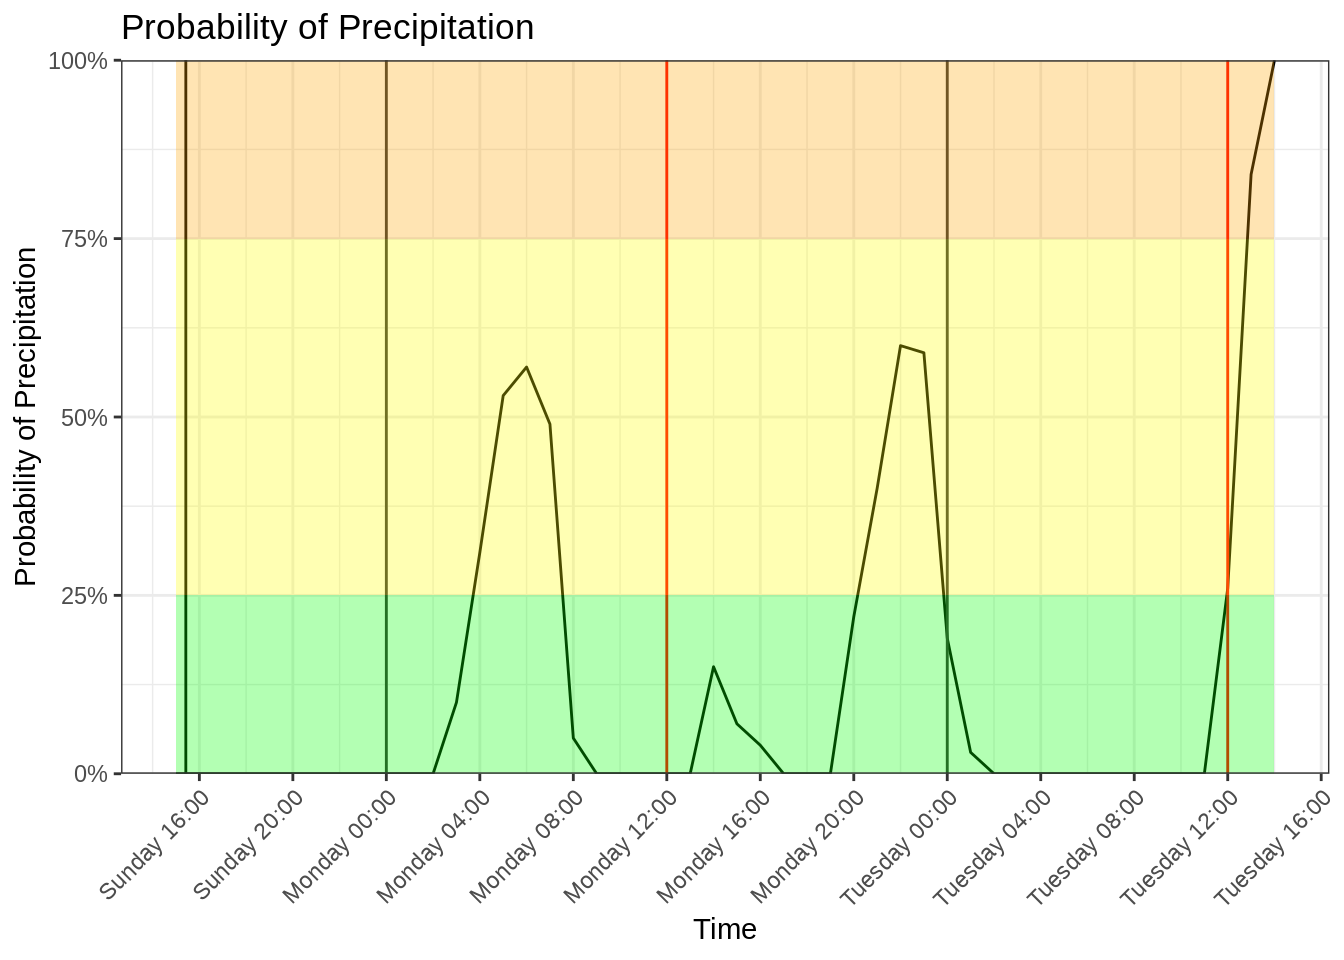 Probability of Precipitation
Probability of Precipitation
100%
75%
50%
25%
0%
Sunday 16:00
Sunday 20:00
Monday 00:00
Monday 04:00
Monday 08:00
Monday 12:00
Monday 16:00
Monday 20:00
Tuesday 00:00
Tuesday 04:00
Tuesday 08:00
Tuesday 12:00
Tuesday 16:00
Time